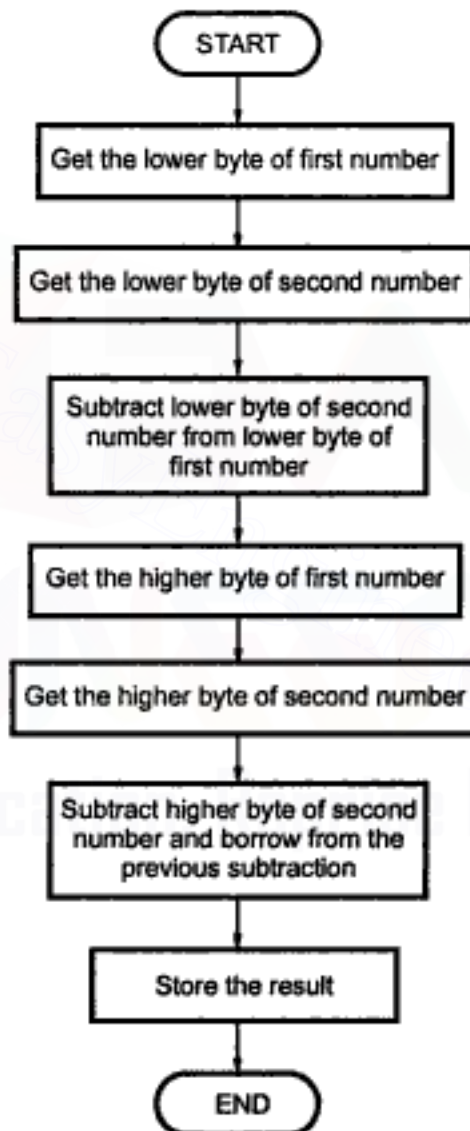 START
Get the lower byte of first number
Get the lower byte of second number
Subtract lower byte of second
number from lower byte of
first number
Get the higher byte of first number
Get the higher byte of second number
Subtract higher byte of second
number and borrow from the
previous subtraction
Store the result
END